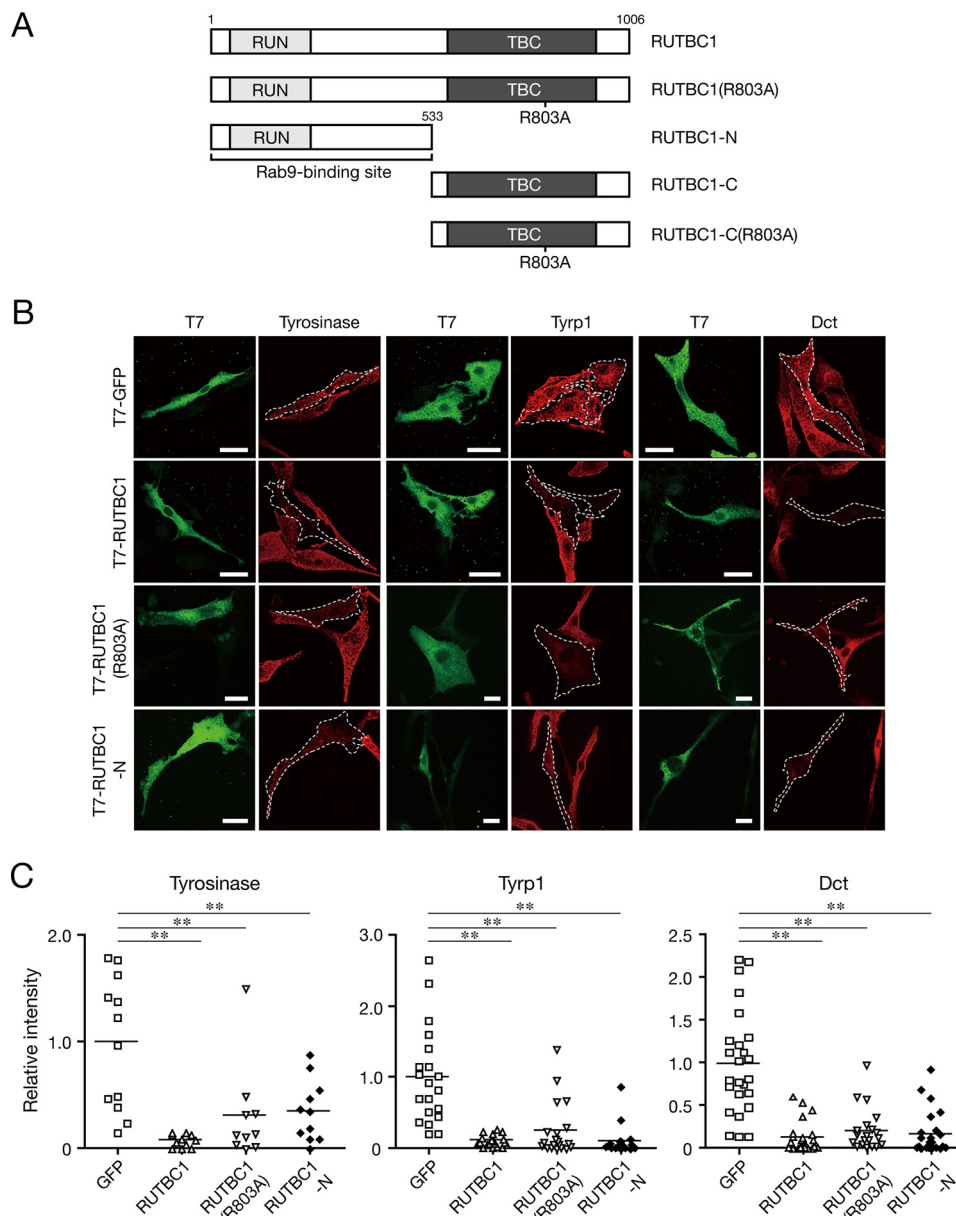 A
1
1006
RUN
TBC
RUTBC1
RUN
TBC
RUTBC1(R803A)
R803A
533
RUN
RUTBC1-N
Rab9-binding site
TBC
RUTBC1-C
TBC
RUTBC1-C(R803A)
R803A
B
T7
Tyrosinase
T7
Tyrp1
T7
Dct
T7-GFP
T7-RUTBC1
T7-RUTBC1
(R803A)
T7-RUTBC1
-N
C
Tyrosinase
**
**
**
Relative intensity
2.0
1.0
0
GFP
RUTBC1
RUTBC1
(R803A)
RUTBC1
-N
Tyrp1
**
**
**
3.0
2.0
1.0
0
GFP
RUTBC1
RUTBC1
(R803A)
RUTBC1
-N
Dct
**
**
**
2.5
2.0
1.5
1.0
0.5
0
GFP
RUTBC1
RUTBC1
(R803A)
RUTBC1
-N